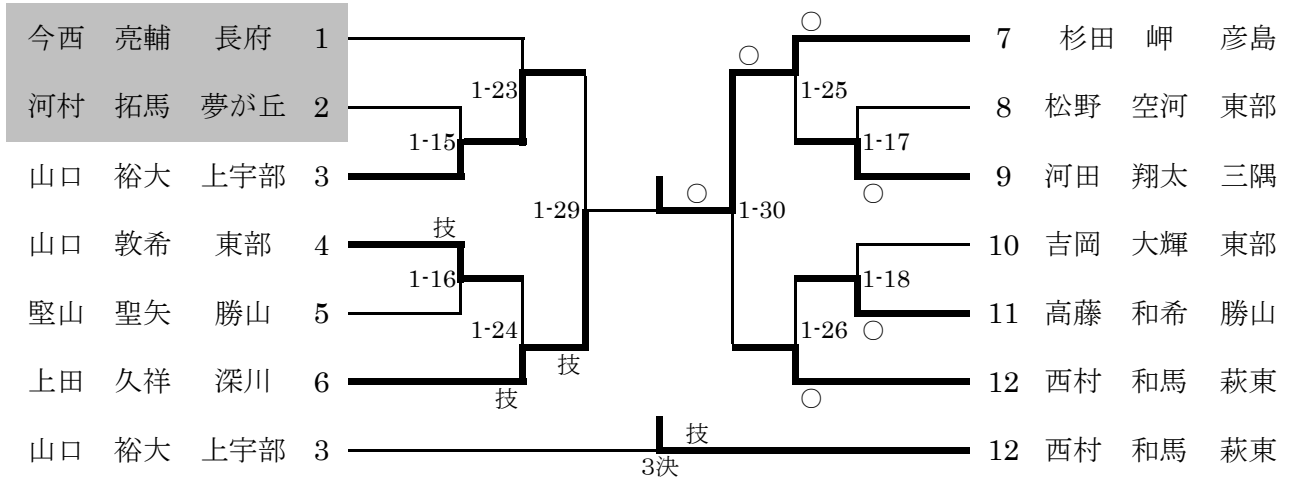 今西 亮輔 長府 1
河村 拓馬 夢が丘 2
山口 裕大 上宇部 3
山口 敦希 東部 4
堅山 聖矢 勝山 5
上田 久祥 深川 6
山口 裕大 上宇部 3
1-23
1-15
1-29
技
1-16
1-24
技
技
○
○
1-25
1-17
○
○
1-30
1-18
1-26
○
○
技
3決
7 杉田 岬 彦島
8 松野 空河 東部
9 河田 翔太 三隅
10 吉岡 大輝 東部
11 高藤 和希 勝山
12 西村 和馬 萩東
12 西村 和馬 萩東